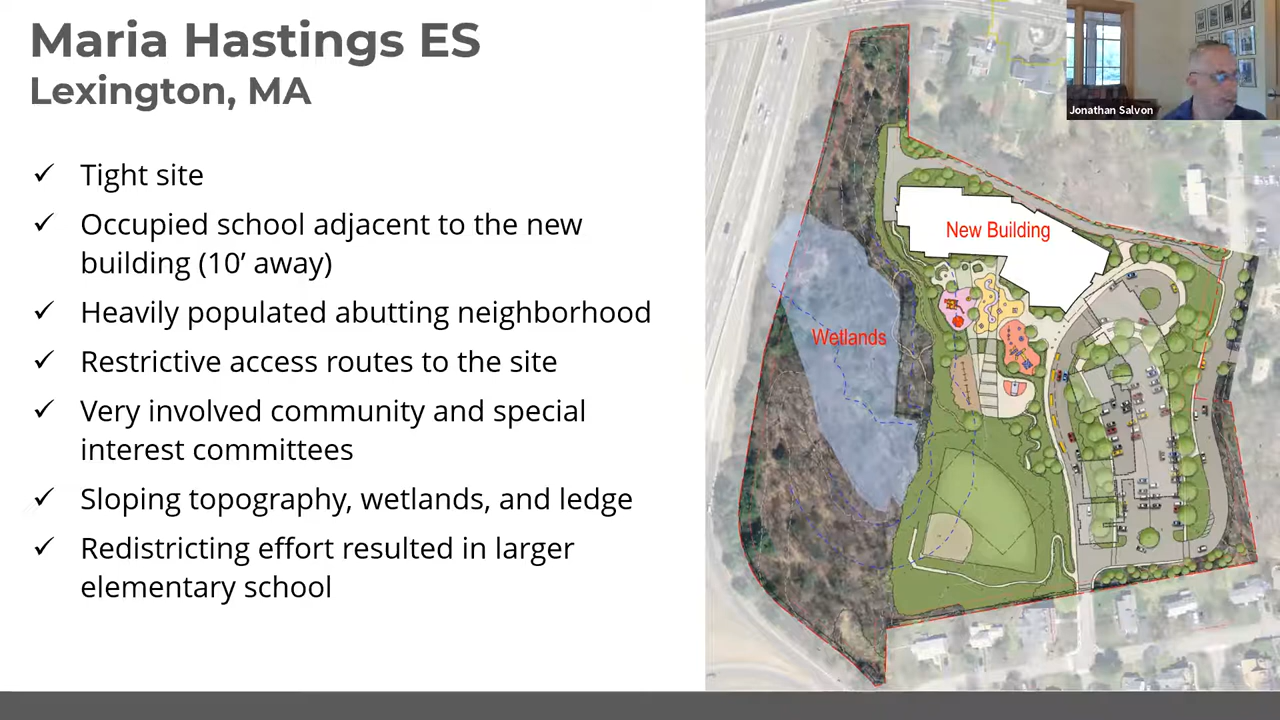 Maria Hastings ES
Lexington, MA
✓ Tight site
✓ Occupied school adjacent to the new
building (10’ away)
✓ Heavily populated abutting neighborhood
✓ Restrictive access routes to the site
✓ Very involved community and special
interest committees
✓ Sloping topography, wetlands, and ledge
✓ Redistricting effort resulted in larger
elementary school
Jonathan Salvon
New Building
Wetlands